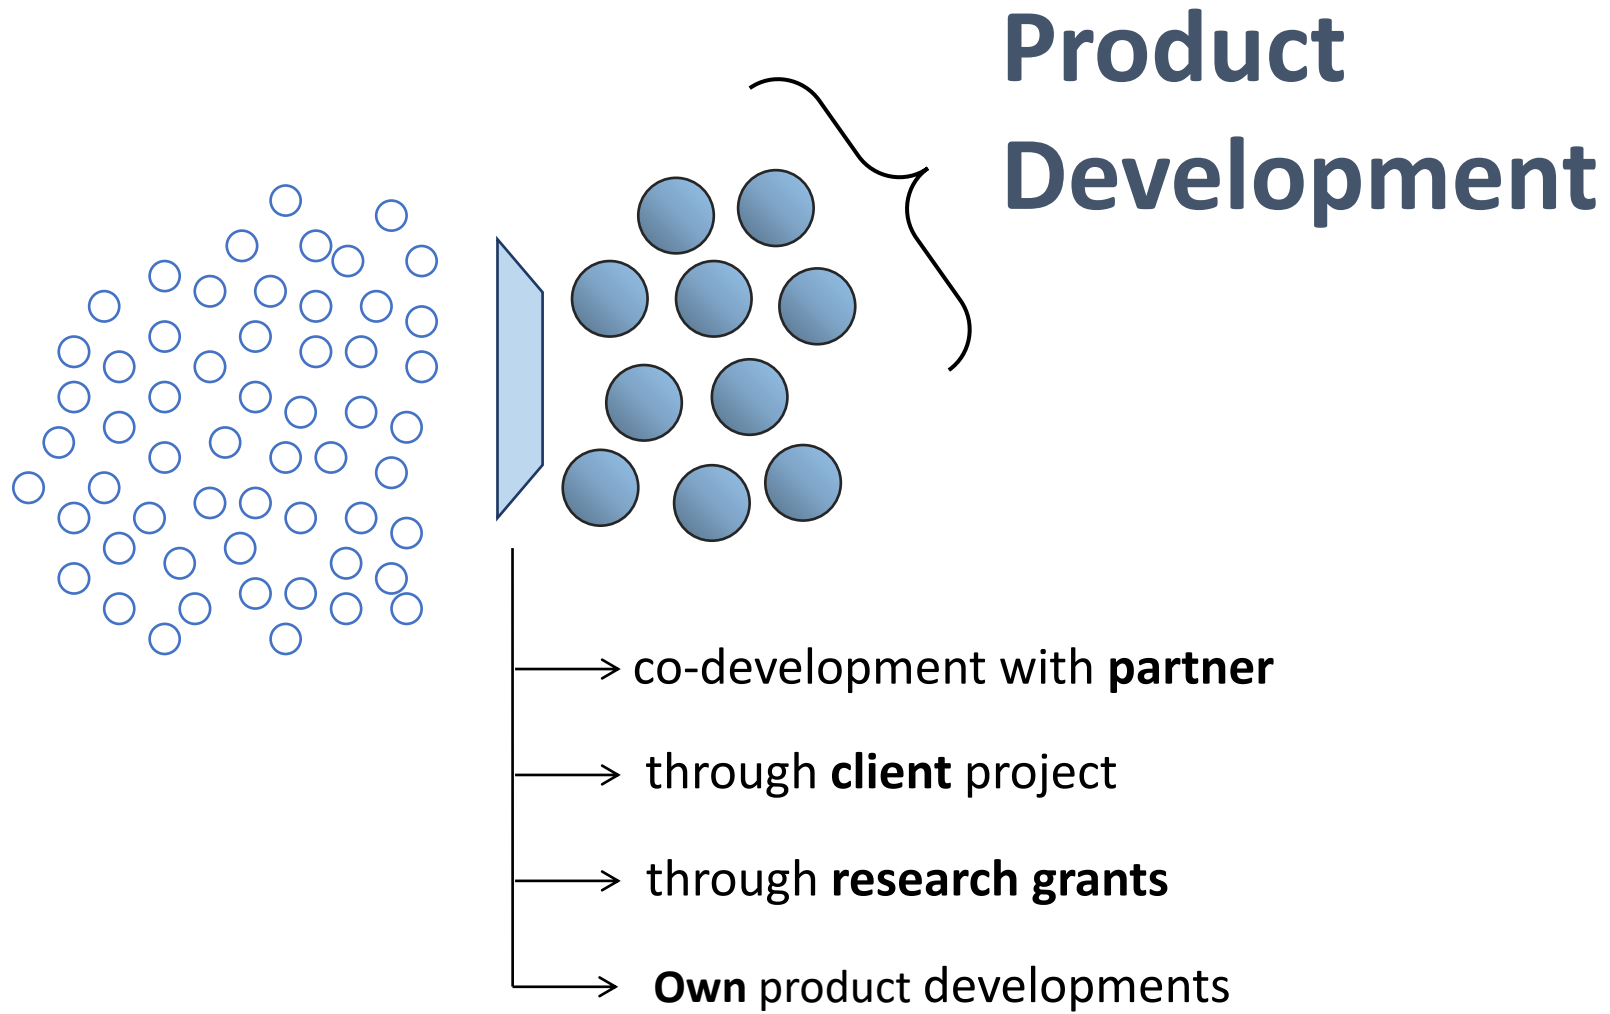 Product
Development
co-development with partner
through client project
through research grants
Own product developments